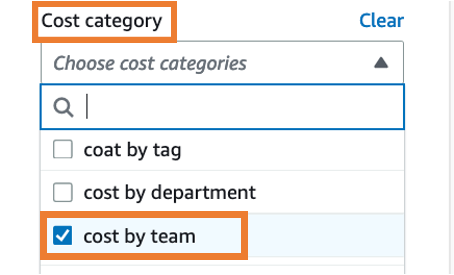 Cost category Clear
Choose cost categories
coat by tag
cost by department
cost by team